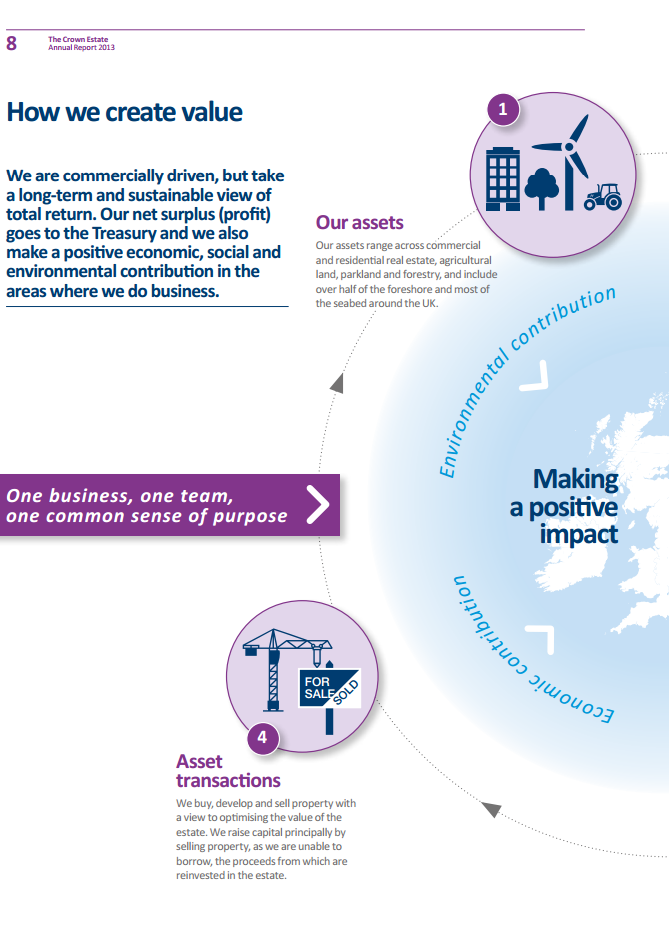 8
The Crown Estate
Annual Report 2013
How we create value
We are commercially driven, but take
a long-term and sustainable view of
total return. Our net surplus (profit)
goes to the Treasury and we also
make a positive economic, social and
environmental contribution in the
areas where we do business.
1
Our assets
Our assets range across commercial
and residential real estate, agricultural
land, parkland and forestry, and include
over half of the foreshore and most of
the seabed around the UK.
Environmental contribution
One business, one team,
one common sense of purpose
Making
a positive
impact
Economic contribution
FOR
SALE
SOLD
4
Asset
transactions
We buy, develop and sell property with
a view to optimising the value of the
estate. We raise capital principally by
selling property, as we are unable to
borrow, the proceeds from which are
reinvested in the estate.